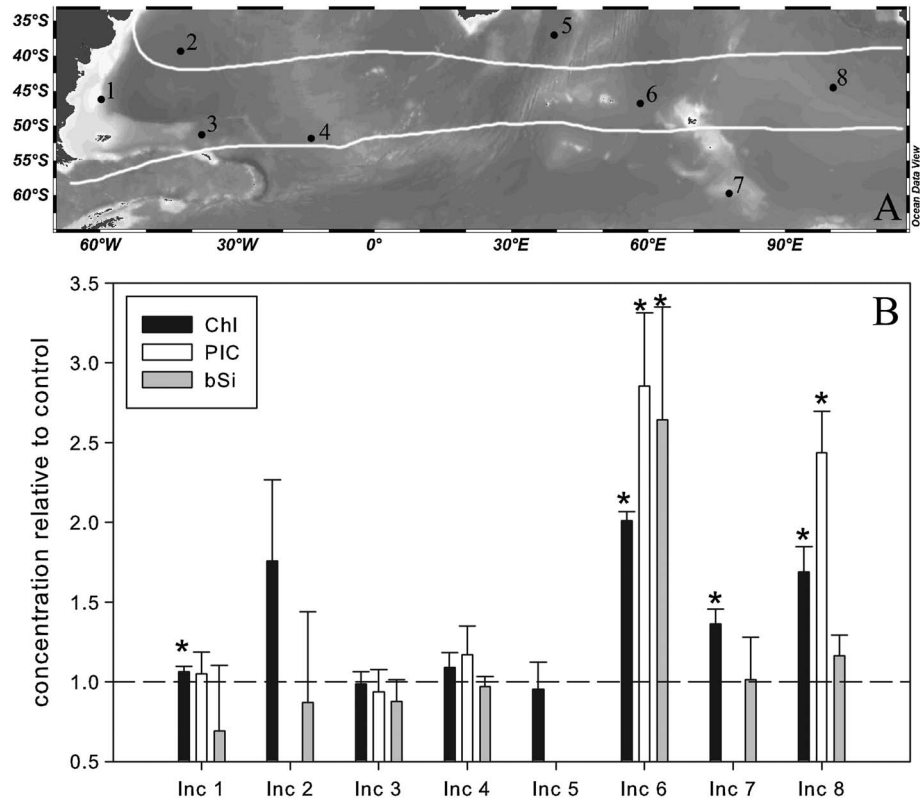 35°S
40°S
45°S
50°S
55°S
60°S
1
2
3
4
5
6
7
8
A
Ocean Data View
60°W
30°W
0°
30°E
60°E
90°E
B
concentration relative to control
3.5
3.0
2.5
2.0
1.5
1.0
0.5
Chl
PIC
bSi
*
*
*
*
*
*
*
Inc 1
Inc 2
Inc 3
Inc 4
Inc 5
Inc 6
Inc 7
Inc 8